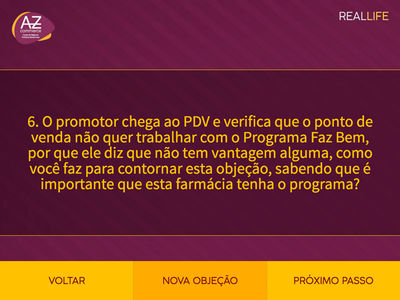 AZ
commerce
REALLIFE
6. O promotor chega ao PDV e verifica que o ponto de
venda não quer trabalhar com o Programa Faz Bem,
por que ele diz que não tem vantagem alguma, como
você faz para contornar esta objeção, sabendo que é
importante que esta farmácia tenha o programa?
VOLTAR
NOVA OBJEÇÃO
PRÓXIMO PASSO